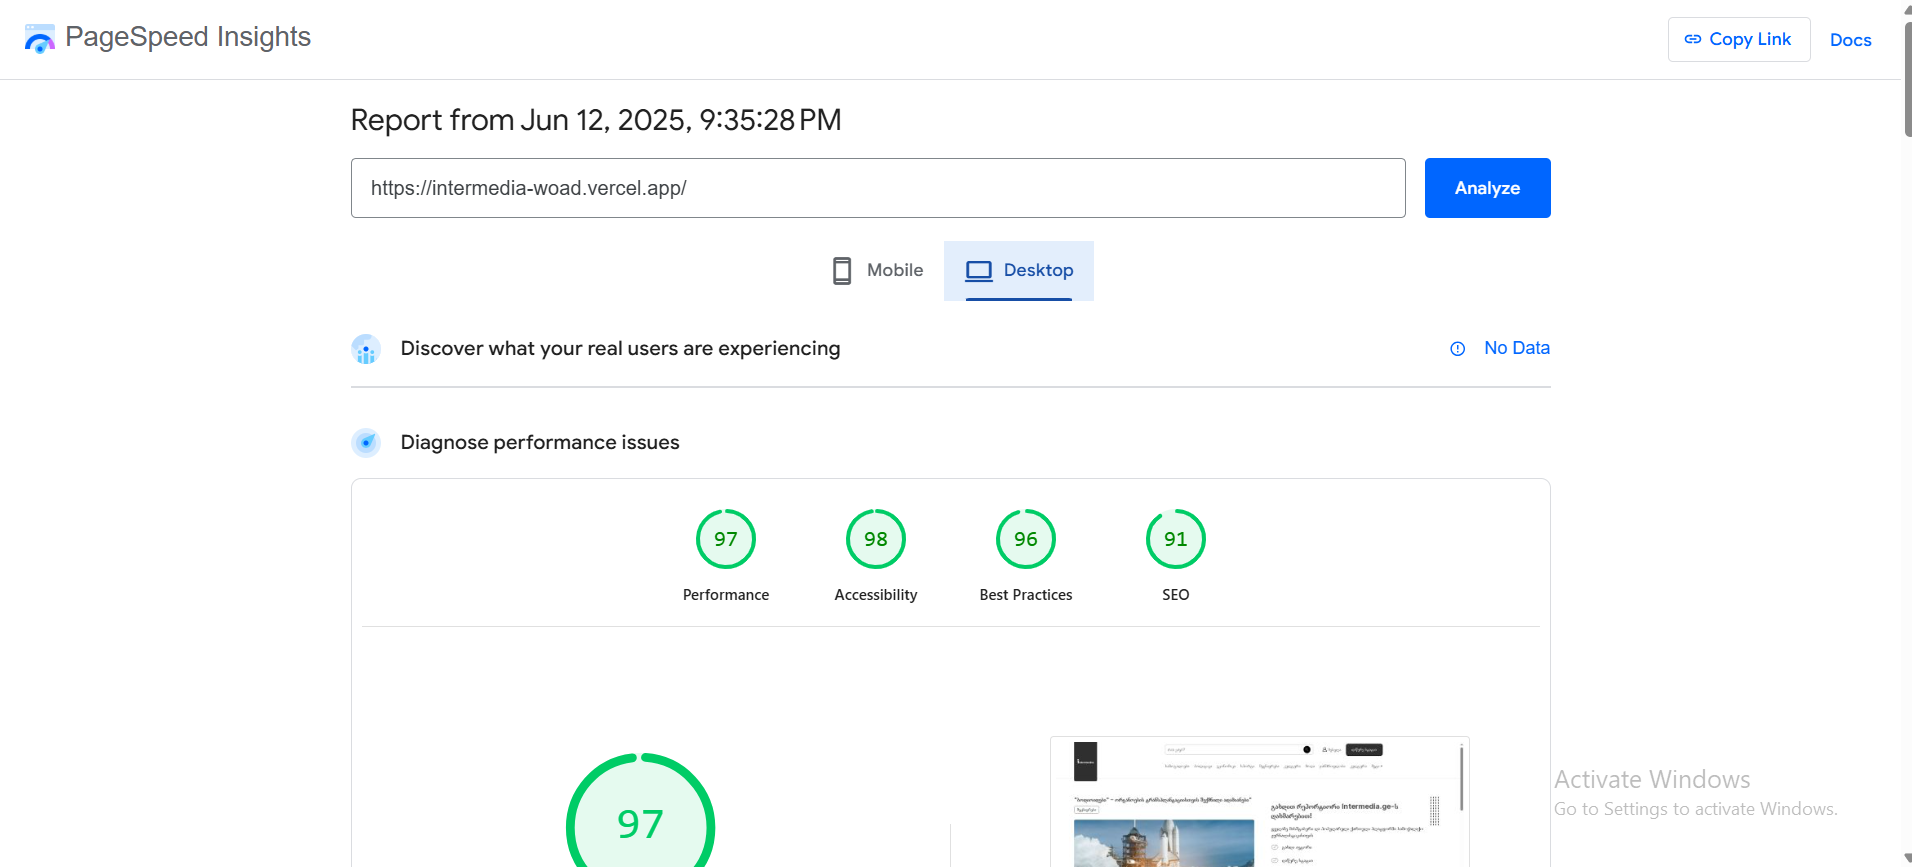 PageSpeed Insights
Copy Link
Docs
Report from Jun 12, 2025, 9:35:28 PM
https://intermedia-woad.vercel.app/
Analyze
Mobile
Desktop
Discover what your real users are experiencing
No Data
Diagnose performance issues
97
98
96
91
Performance
Accessibility
Best Practices
SEO
97
Activate Windows
Go to Settings to activate Windows.